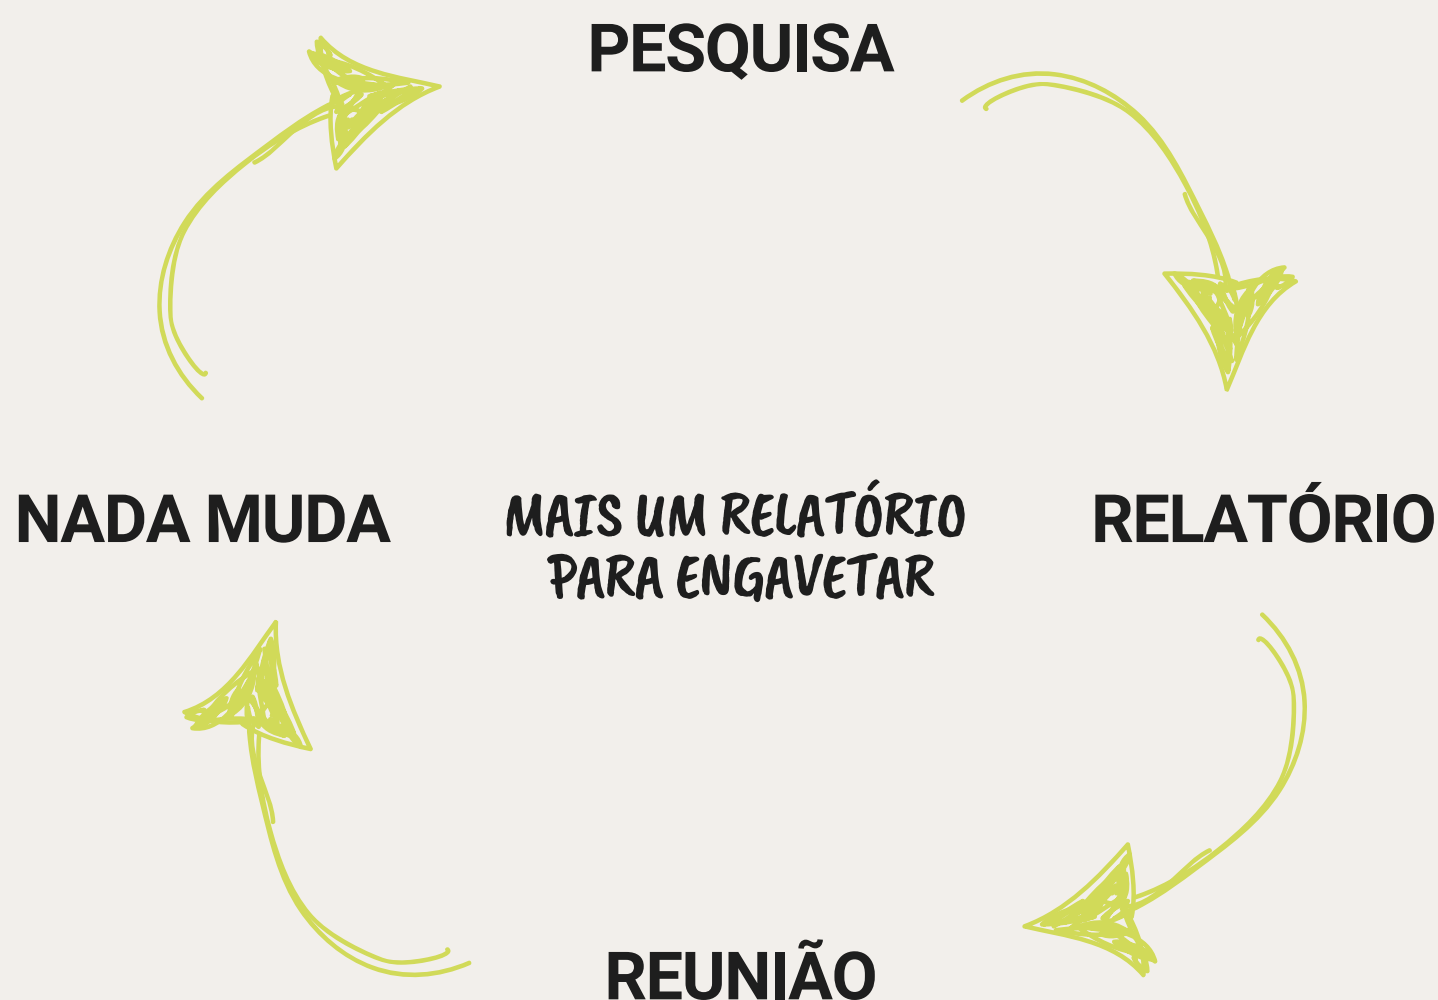 PESQUISA
NADA MUDA
MAIS UM RELATÓRIO
PARA ENGAVETAR
RELATÓRIO
REUNIÃO